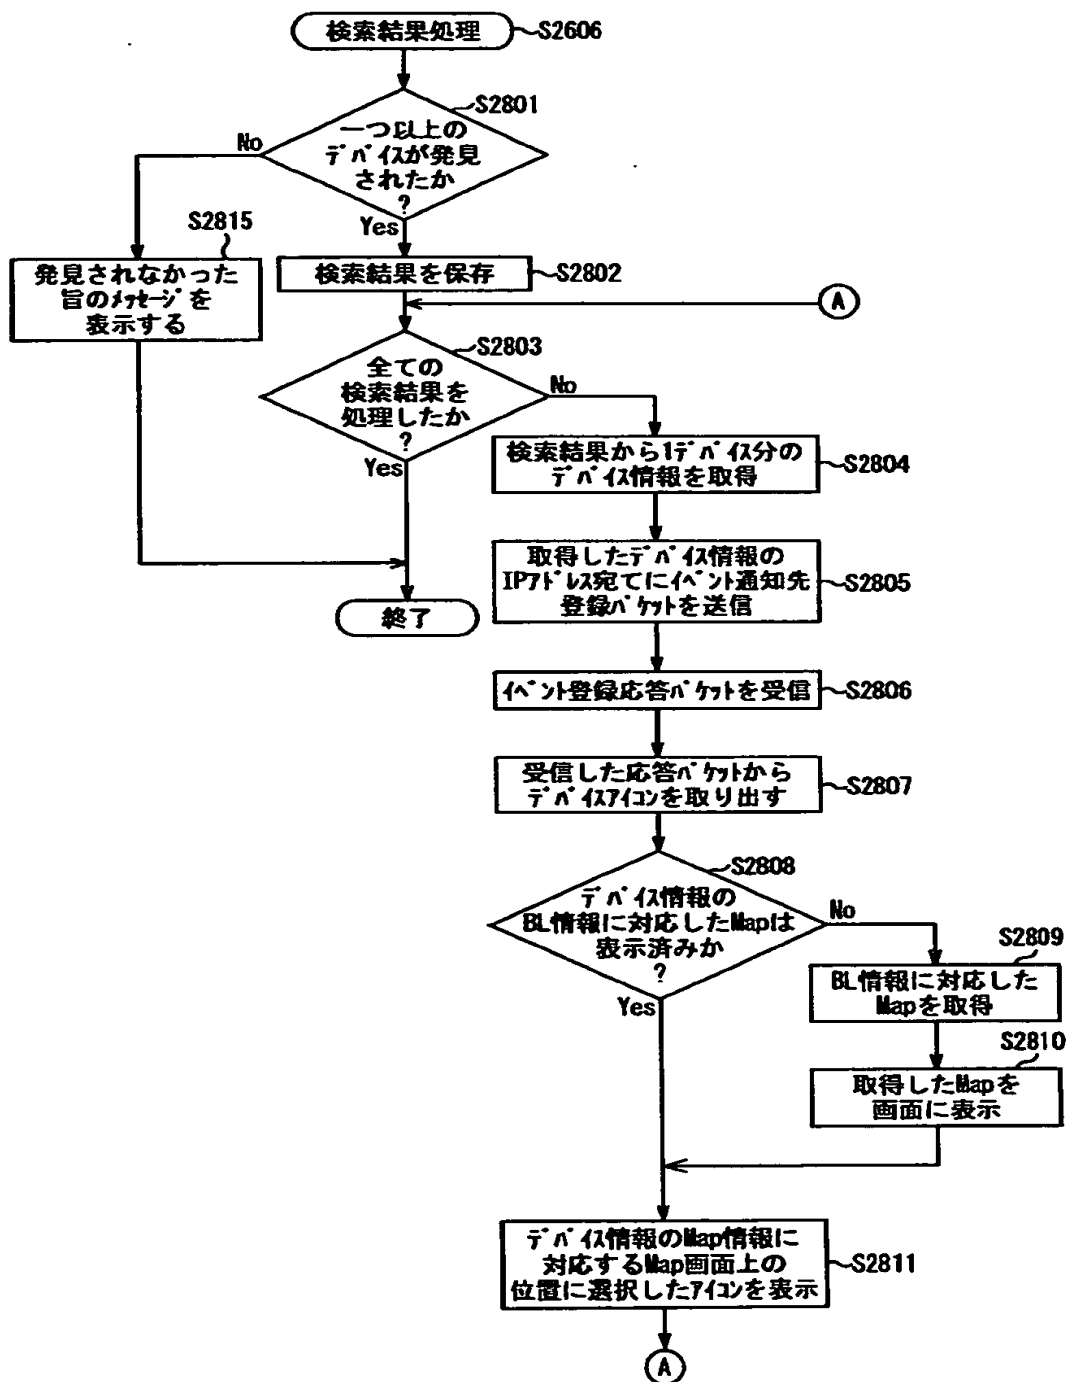 検索結果処理
S2606
S2801
一つ以上の
デバイスが発見
されたか
?
No
Yes
S2815
発見されなかった
旨のメッセージを
表示する
検索結果を保存
S2802
A
S2803
全ての
検索結果を
処理したか
?
No
Yes
検索結果から1デバイス分の
デバイス情報を取得
S2804
取得したデバイス情報の
IPアドレス宛てにイベント通知先
登録パケットを送信
S2805
終了
イベント登録応答パケットを受信
S2806
受信した応答パケットから
デバイスアイコンを取り出す
S2807
S2808
デバイス情報の
BL情報に対応したMapは
表示済みか
?
No
Yes
S2809
BL情報に対応した
Mapを取得
S2810
取得したMapを
画面に表示
デバイス情報のMap情報に
対応するMap画面上の
位置に選択したアイコンを表示
S2811
A